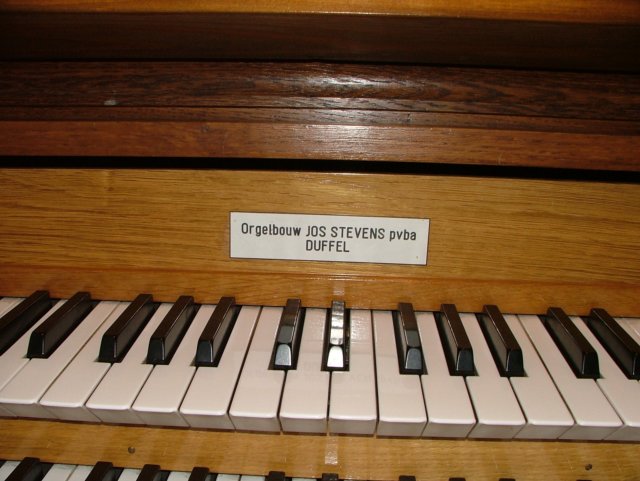 Orgelbouw JOS STEVENS pvba
DUFFEL